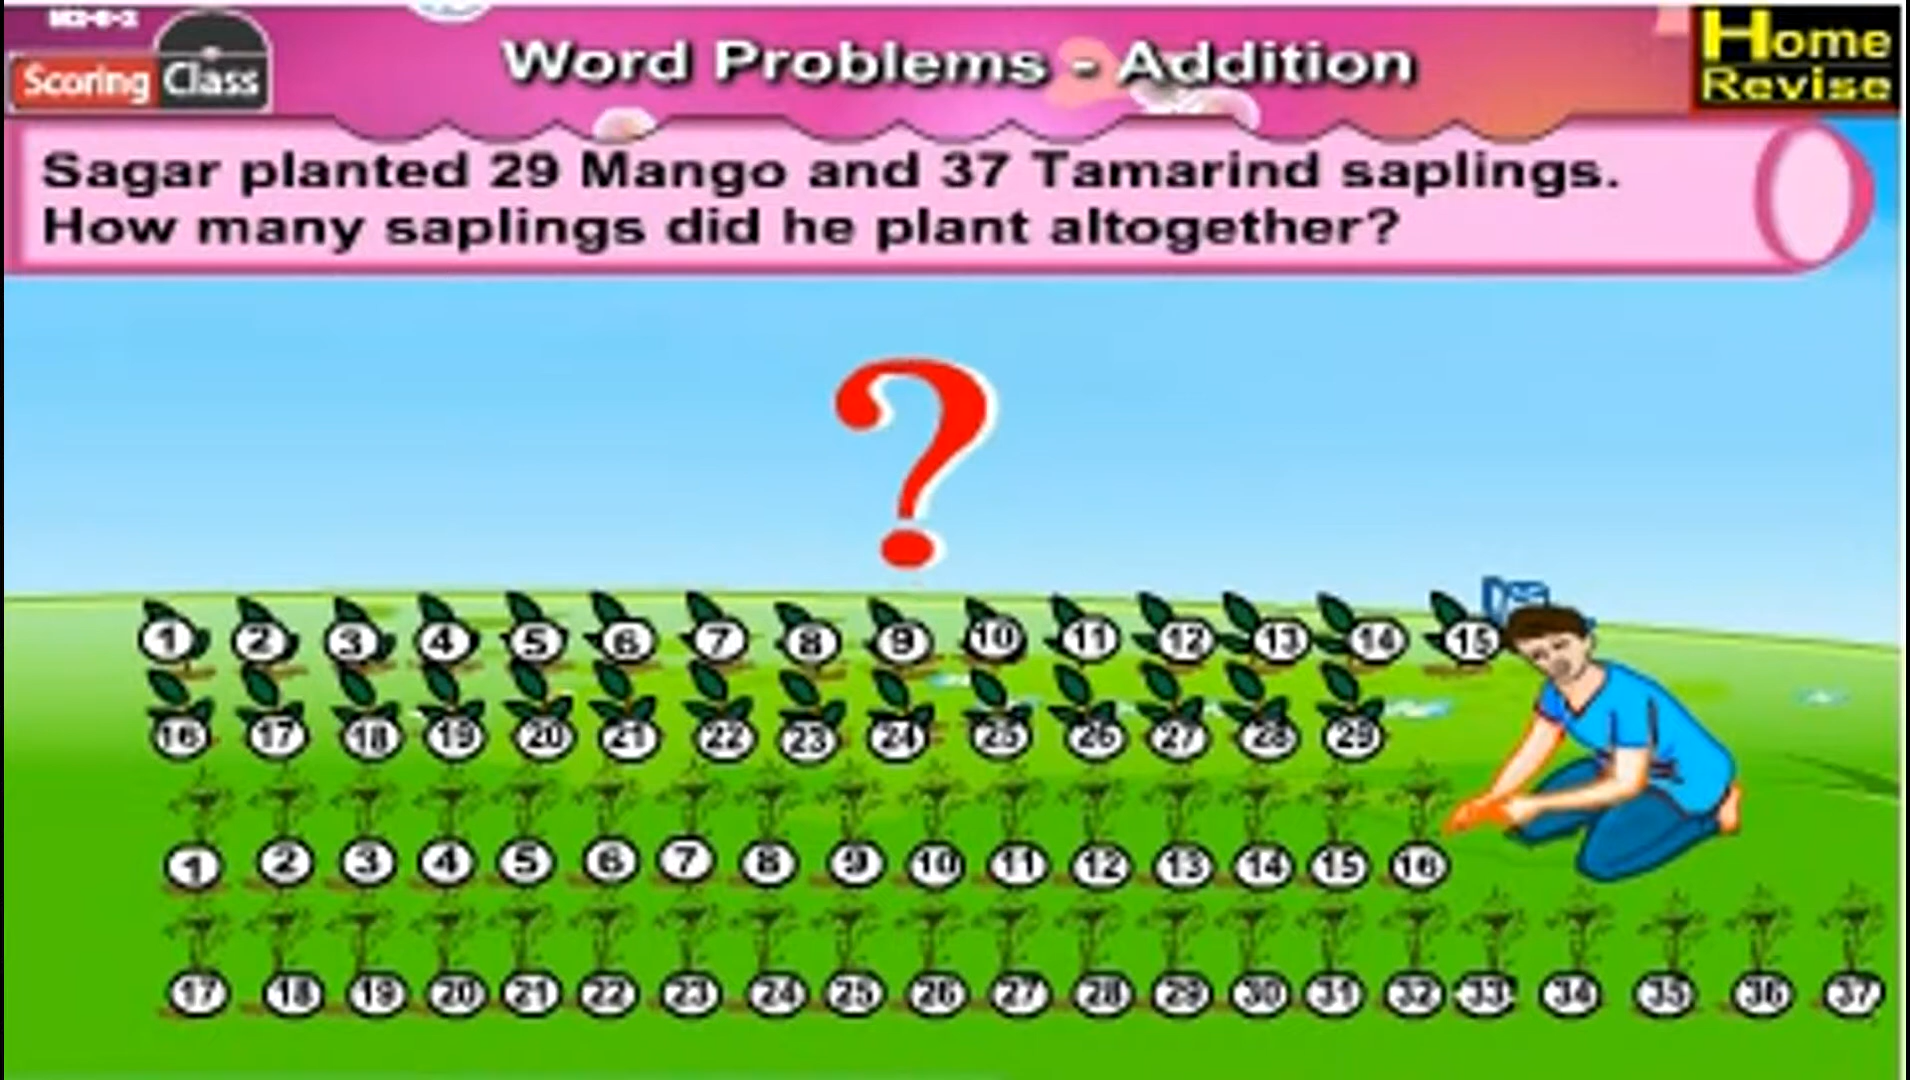 Scoring Class
Word Problems - Addition
Home
Revise
Sagar planted 29 Mango and 37 Tamarind saplings.
How many saplings did he plant altogether?
?
1 2 3 4 5 6 7 8 9 10 11 12 13 14 15
16 17 18 19 20 21 22 23 24 25 26 27 28 29
1 2 3 4 5 6 7 8 9 10 11 12 13 14 15 16
17 18 19 20 21 22 23 24 25 26 27 28 29 30 31 32 33 34 35 36 37